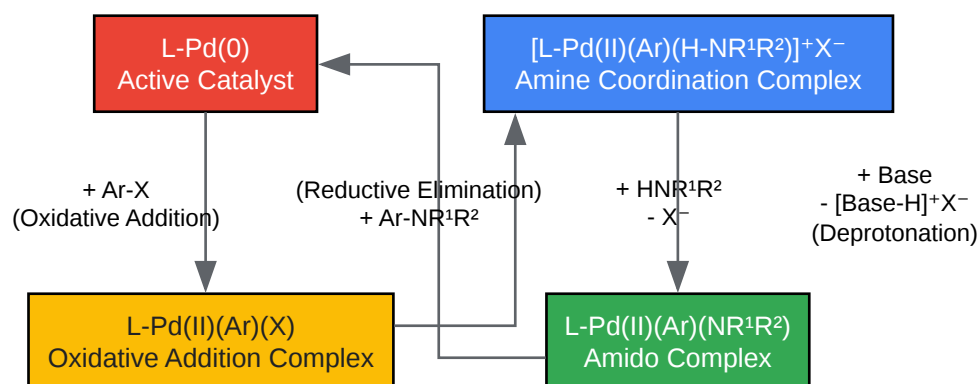 L-Pd(0)
Active Catalyst
[L-Pd(II)(Ar)(H-NR¹R²)]⁺X⁻
Amine Coordination Complex
+ Ar-X
(Oxidative Addition)
(Reductive Elimination)
+ Ar-NR¹R²
+ HNR¹R²
- X⁻
+ Base
- [Base-H]⁺X⁻
(Deprotonation)
L-Pd(II)(Ar)(X)
Oxidative Addition Complex
L-Pd(II)(Ar)(NR¹R²)
Amido Complex